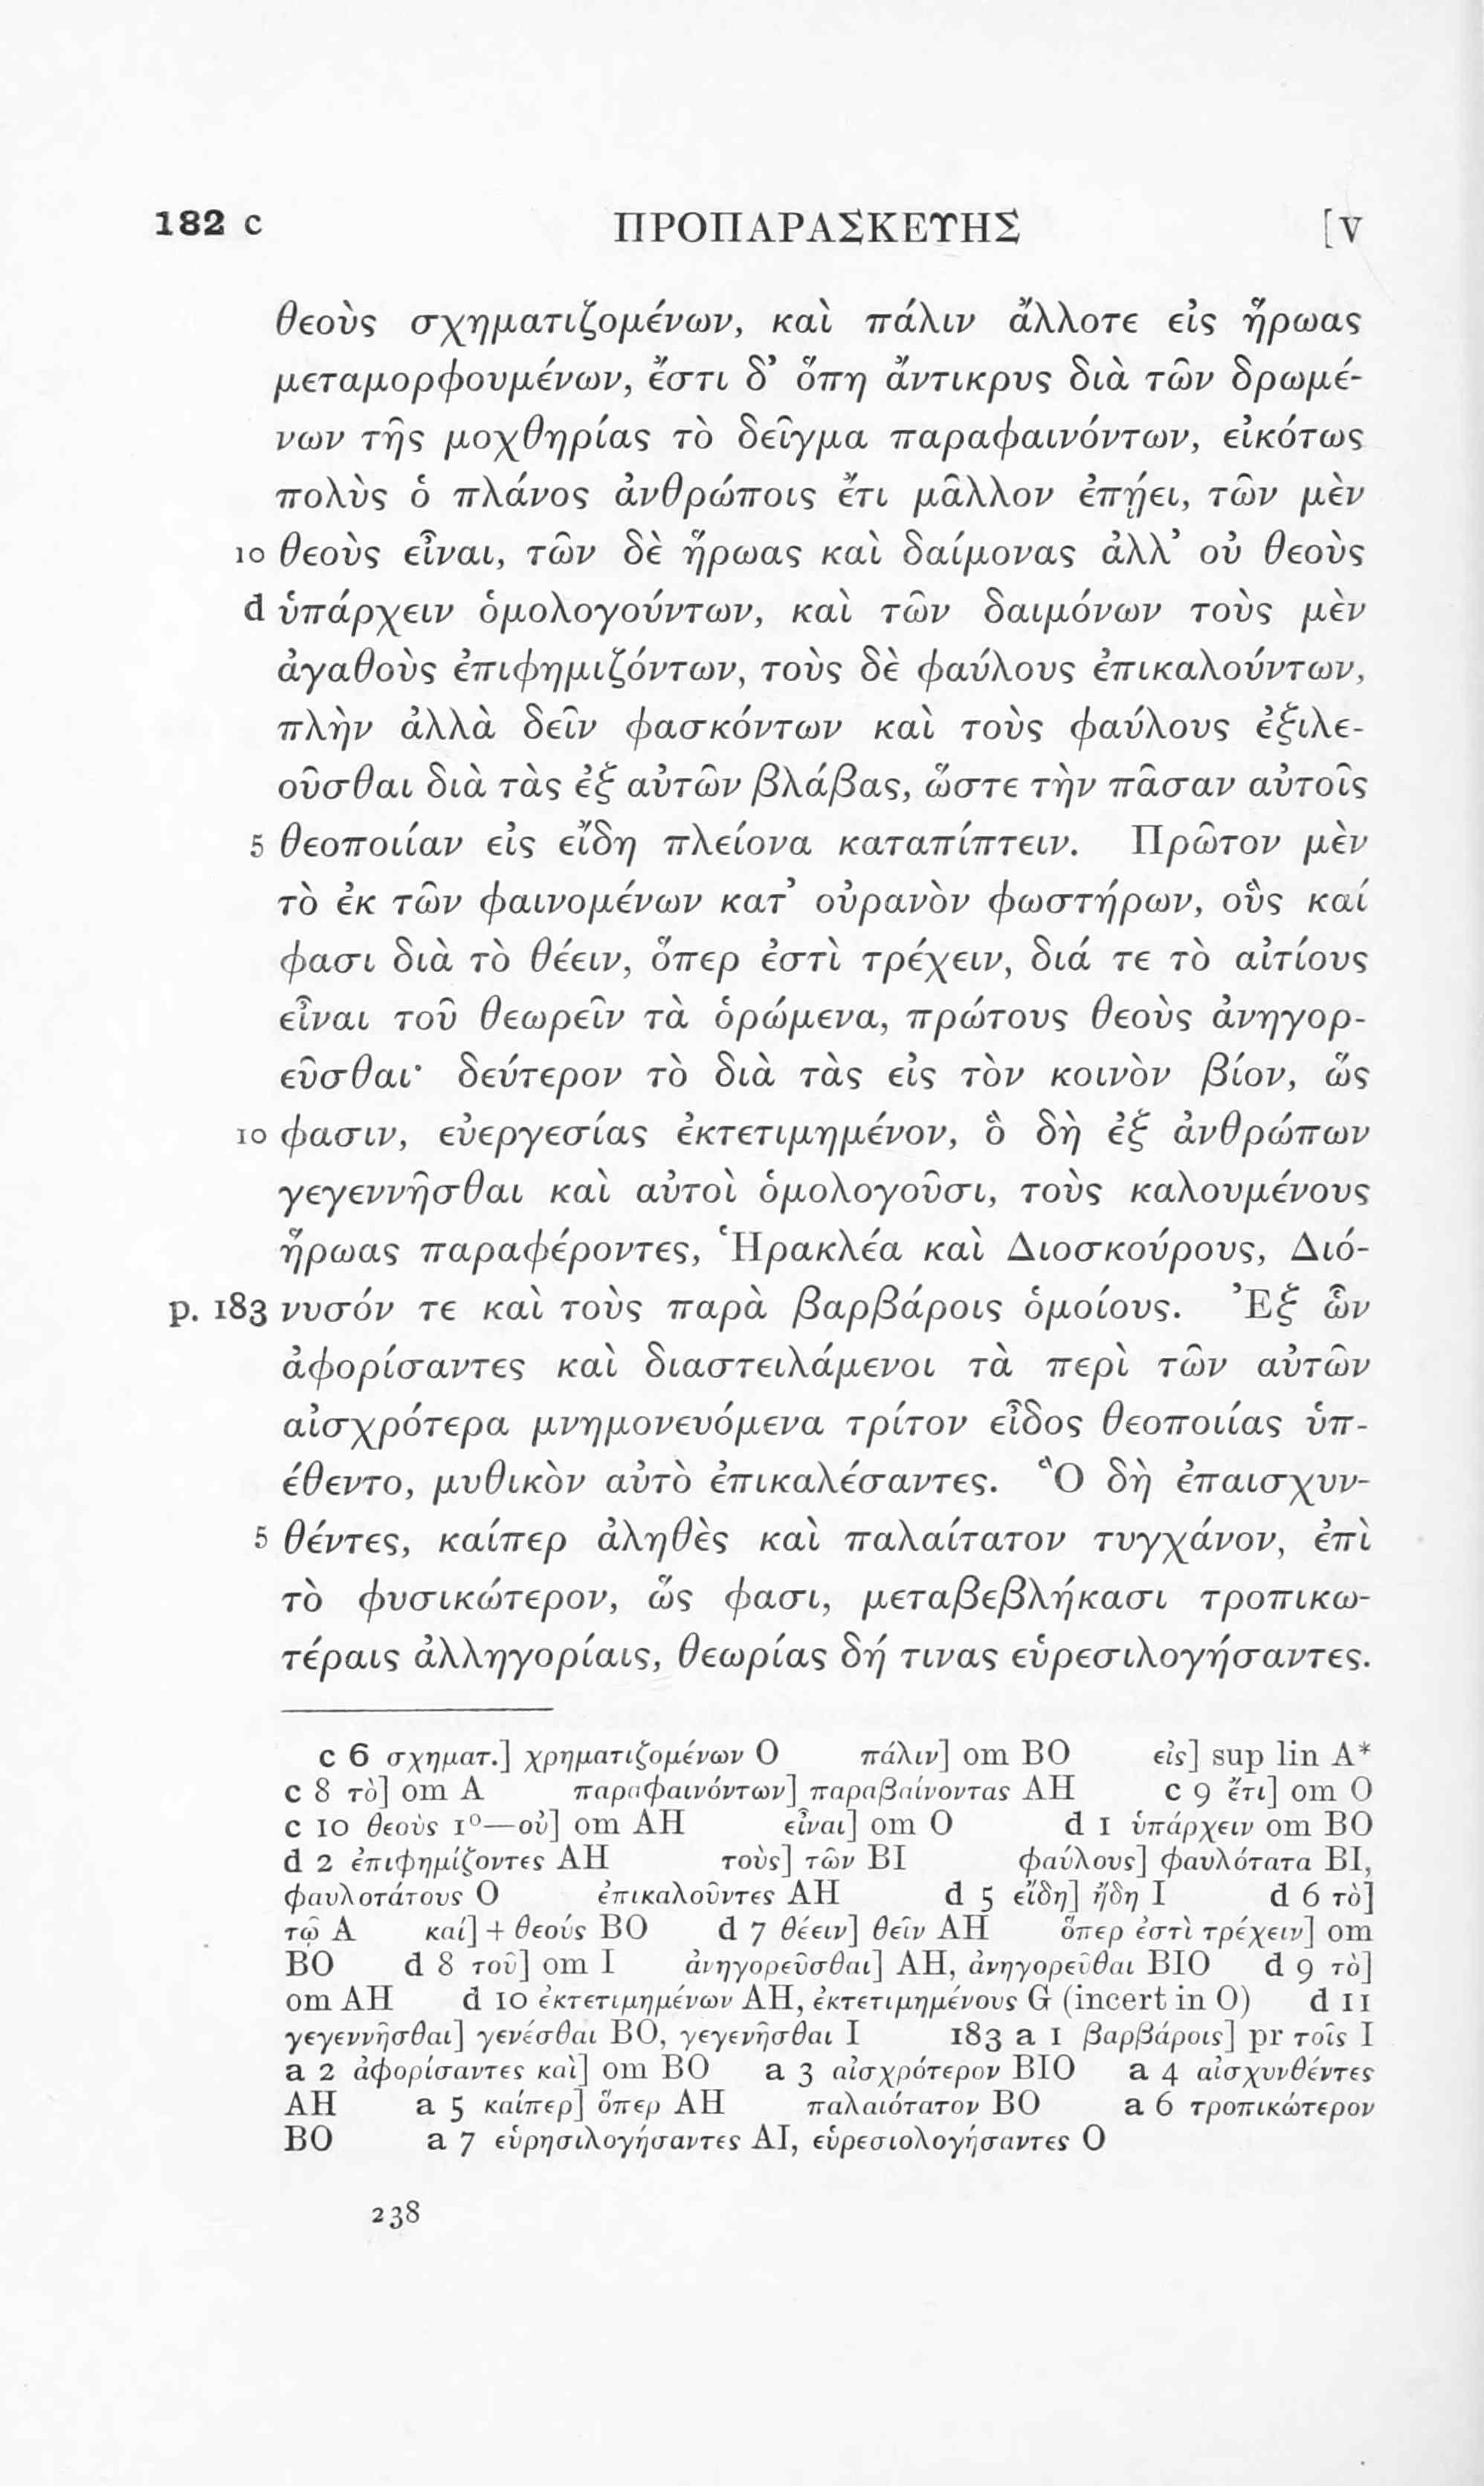 182 c ΠΡΟΠΑΡΑΣΚΕΥΗΣ [V
θεοὺς σχηματιζομένων, καὶ πάλιν ἄλλοτε εἰς ἥρωας
μεταμορφουμένων, ἔστι δ’ ὅπη ἄντικρυς διὰ τῶν δρωμέ-
νων τῆς μοχθηρίας τὸ δεῖγμα παραφαινόντων, εἰκότως
πολὺς ὁ πλάνος ἀνθρώποις ἔτι μᾶλλον ἐπῄει, τῶν μὲν
10 θεοὺς εἶναι, τῶν δὲ ἥρωας καὶ δαίμονας ἀλλ’ οὐ θεοὺς
d ὑπάρχειν ὁμολογούντων, καὶ τῶν δαιμόνων τοὺς μὲν
ἀγαθοὺς ἐπιφημιζόντων, τοὺς δὲ φαύλους ἐπικαλούντων,
πλὴν ἀλλὰ δεῖν φασκόντων καὶ τοὺς φαύλους ἐξιλε-
οῦσθαι διὰ τὰς ἐξ αὐτῶν βλάβας, ὥστε τὴν πᾶσαν αὐτοῖς
5 θεοποιίαν εἰς εἴδη πλείονα καταπίπτειν. Πρῶτον μὲν
τὸ ἐκ τῶν φαινομένων κατ’ οὐρανὸν φωστήρων, οὓς καί
φασι διὰ τὸ θέειν, ὅπερ ἐστὶ τρέχειν, διά τε τὸ αἰτίους
εἶναι τοῦ θεωρεῖν τὰ ὁρώμενα, πρώτους θεοὺς ἀνηγορ-
εῦσθαι· δεύτερον τὸ διὰ τὰς εἰς τὸν κοινὸν βίον, ὥς
10 φασιν, εὐεργεσίας ἐκτετιμημένον, ὃ δὴ ἐξ ἀνθρώπων
γεγεννῆσθαι καὶ αὐτοὶ ὁμολογοῦσι, τοὺς καλουμένους
ἥρωας παραφέροντες, Ἡρακλέα καὶ Διοσκούρους, Διό-
p. 183 νυσόν τε καὶ τοὺς παρὰ βαρβάροις ὁμοίους. Ἐξ ὧν
ἀφορίσαντες καὶ διαστειλάμενοι τὰ περὶ τῶν αὐτῶν
αἰσχρότερα μνημονευόμενα τρίτον εἶδος θεοποιίας ὑπ-
έθεντο, μυθικὸν αὐτὸ ἐπικαλέσαντες. Ὃ δὴ ἐπαισχυν-
5 θέντες, καίπερ ἀληθὲς καὶ παλαίτατον τυγχάνον, ἐπὶ
τὸ φυσικώτερον, ὥς φασι, μεταβεβλήκασι τροπικω-
τέραις ἀλληγορίαις, θεωρίας δή τινας εὑρεσιλογήσαντες.
c 6 σχηματ.] χρηματιζομένων O πάλιν] om BO εἰς] sup lin A*
c 8 τὸ] om A παραφαινόντων] παραβαίνοντας AH c 9 ἔτι] om O
c 10 θεοὺς 1º—οὐ] om AH εἶναι] om O d 1 ὑπάρχειν om BO
d 2 ἐπιφημίζοντες AH τοὺς] τῶν BI φαύλους] φαυλότατα BI,
φαυλοτάτους O ἐπικαλοῦντες AH d 5 εἴδη] ἤδη I d 6 τὸ]
τῷ A καί] + θεούς BO d 7 θέειν] θεῖν AH ὅπερ ἐστὶ τρέχειν] om
BO d 8 τοῦ] om I ἀνηγορεῦσθαι] AH, ἀνηγορεῦθαι BIO d 9 τὸ]
om AH d 10 ἐκτετιμημένων AH, ἐκτετιμημένους G (incert in O) d 11
γεγεννῆσθαι] γενέσθαι BO, γεγενῆσθαι I 183 a 1 βαρβάροις] pr τοῖς I
a 2 ἀφορίσαντες καὶ] om BO a 3 αἰσχρότερον BIO a 4 αἰσχυνθέντες
AH a 5 καίπερ] ὅπερ AH παλαιότατον BO a 6 τροπικώτερον
BO a 7 εὑρησιλογήσαντες AI, εὑρεσιολογήσαντες O
238